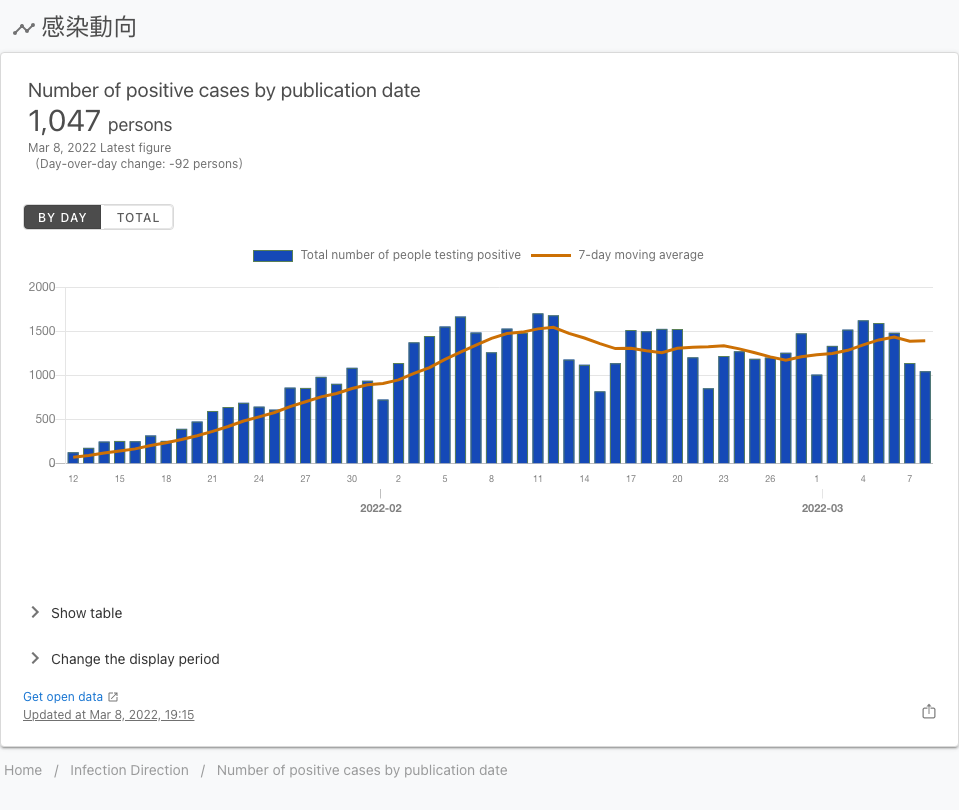 感染動向
Number of positive cases by publication date
1,047 persons
Mar 8, 2022 Latest figure
(Day-over-day change: -92 persons)
BY DAY TOTAL
Total number of people testing positive 7-day moving average
2000
1500
1000
500
0
12 15 18 21 24 27 30 2 5 8 11 14 17 20 23 26 1 4 7
2022-02 2022-03
Show table
Change the display period
Get open data
Updated at Mar 8, 2022, 19:15
Home / Infection Direction / Number of positive cases by publication date